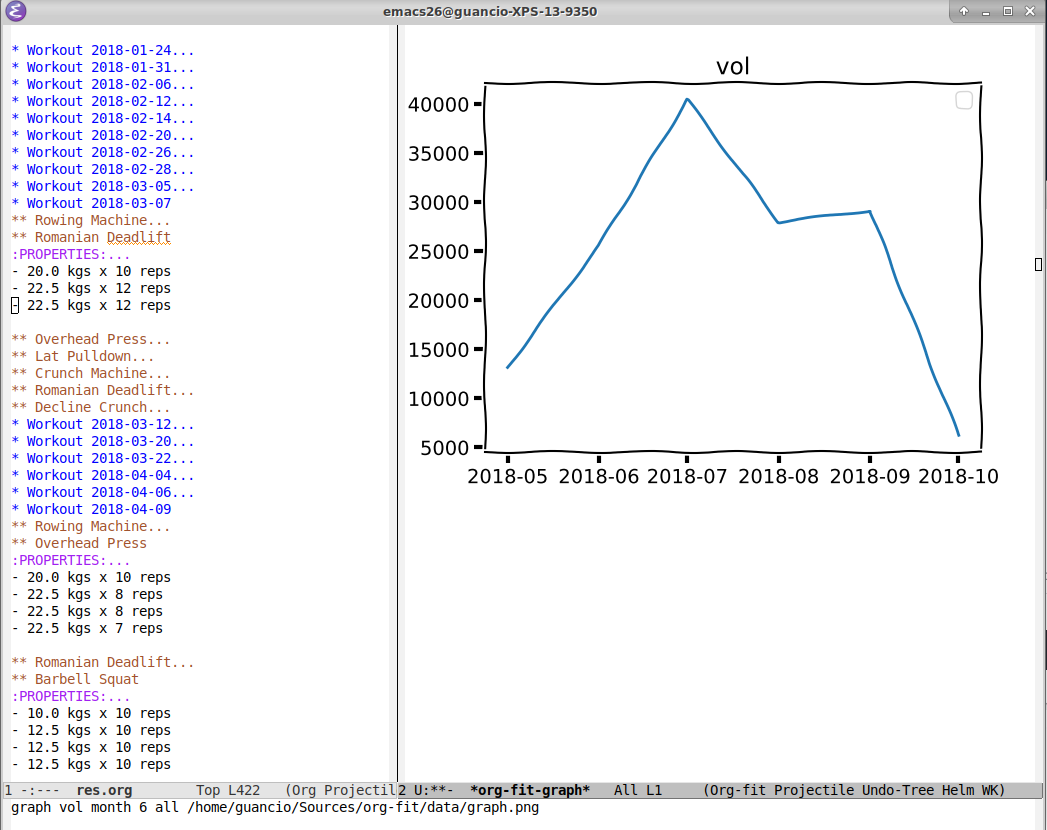 emacs26@guancio-XPS-13-9350
* Workout 2018-01-24...
* Workout 2018-01-31...
* Workout 2018-02-06...
* Workout 2018-02-12...
* Workout 2018-02-14...
* Workout 2018-02-20...
* Workout 2018-02-26...
* Workout 2018-02-28...
* Workout 2018-03-05...
* Workout 2018-03-07
** Rowing Machine...
** Romanian Deadlift
:PROPERTIES:...
- 20.0 kgs x 10 reps
- 22.5 kgs x 12 reps
- 22.5 kgs x 12 reps
** Overhead Press...
** Lat Pulldown...
** Crunch Machine...
** Romanian Deadlift...
** Decline Crunch...
* Workout 2018-03-12...
* Workout 2018-03-20...
* Workout 2018-03-22...
* Workout 2018-04-04...
* Workout 2018-04-06...
* Workout 2018-04-09
** Rowing Machine...
** Overhead Press
:PROPERTIES:...
- 20.0 kgs x 10 reps
- 22.5 kgs x 8 reps
- 22.5 kgs x 8 reps
- 22.5 kgs x 7 reps
** Romanian Deadlift...
** Barbell Squat
:PROPERTIES:...
- 10.0 kgs x 10 reps
- 12.5 kgs x 10 reps
- 12.5 kgs x 10 reps
- 12.5 kgs x 10 reps
vol
40000
35000
30000
25000
20000
15000
10000
5000
2018-05 2018-06 2018-07 2018-08 2018-09 2018-10
1 -:--- res.org Top L422 (Org Projectil
2 U:**- *org-fit-graph* All L1 (Org-fit Projectile Undo-Tree Helm WK)
graph vol month 6 all /home/guancio/Sources/org-fit/data/graph.png